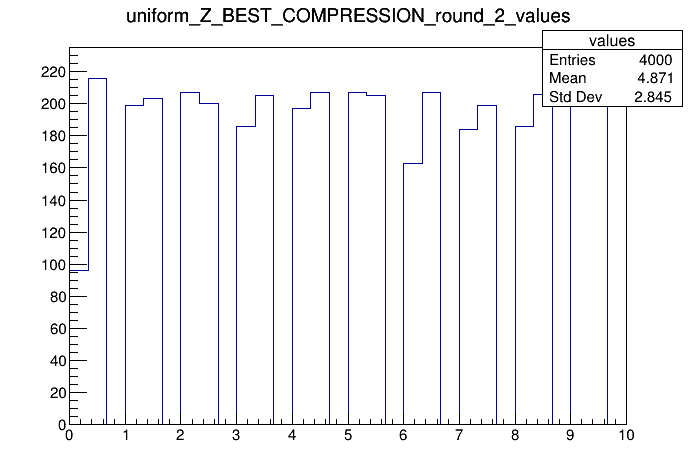 uniform_Z_BEST_COMPRESSION_round_2_values
values
Entries 4000
Mean 4.871
Std Dev 2.845
220
200
180
160
140
120
100
80
60
40
20
0
0 1 2 3 4 5 6 7 8 9 10